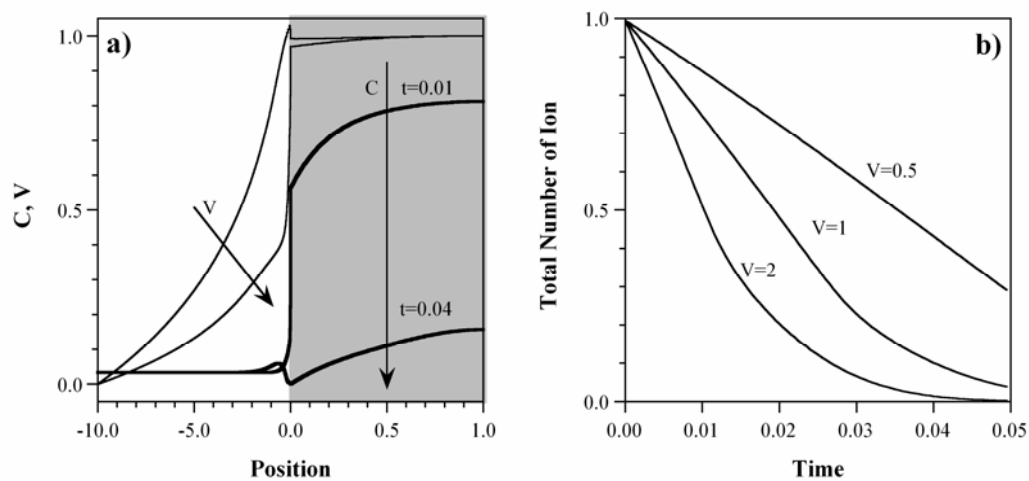 a)
C, V
1.0
0.5
0.0
V
C
t=0.01
t=0.04
-10.0
-5.0
0.0
0.5
1.0
Position
b)
Total Number of Ion
1.0
0.5
0.0
V=0.5
V=1
V=2
0.00
0.01
0.02
0.03
0.04
0.05
Time